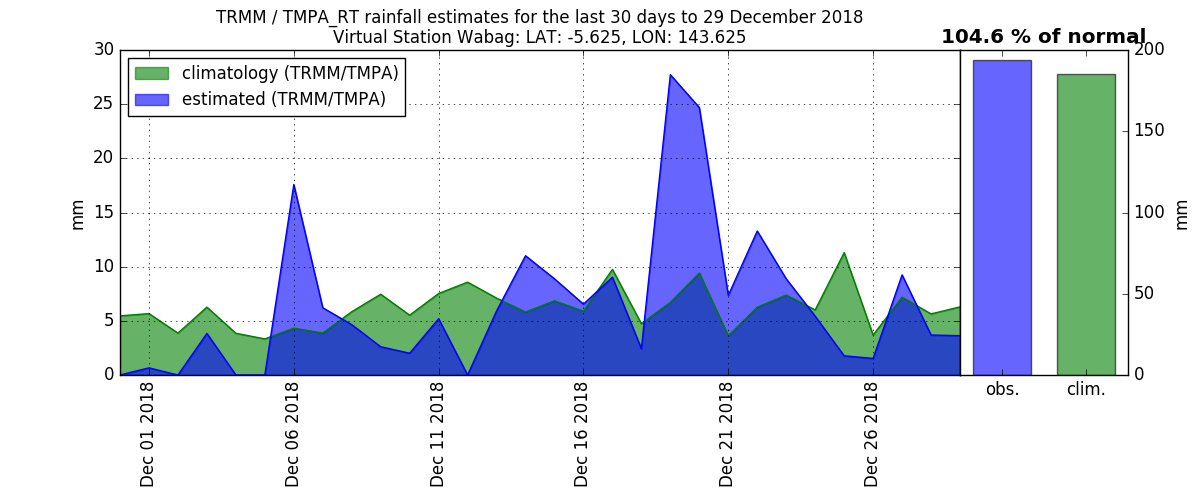 TRMM / TMPA_RT rainfall estimates for the last 30 days to 29 December 2018
Virtual Station Wabag: LAT: -5.625, LON: 143.625
104.6 % of normal
climatology (TRMM/TMPA)
estimated (TRMM/TMPA)
30
25
20
15
10
5
0
mm
Dec 01 2018
Dec 06 2018
Dec 11 2018
Dec 16 2018
Dec 21 2018
Dec 26 2018
obs.
clim.
200
150
100
50
0
mm